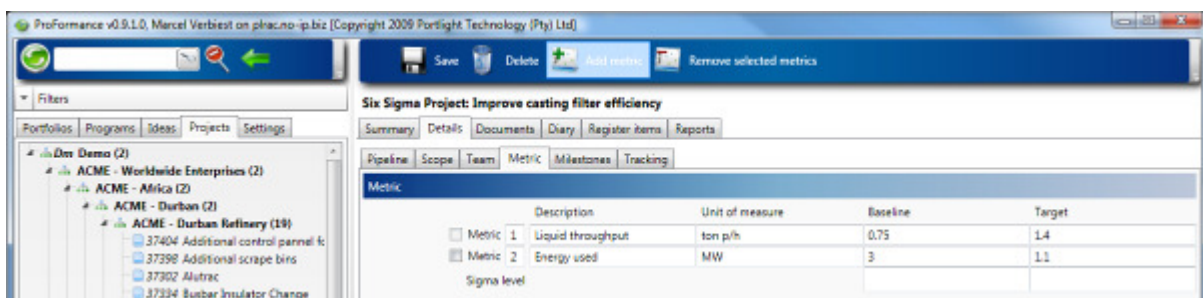 ProFormance v0.9.1.0, Marcel Verbiest on plrac.no-ip.biz [Copyright 2009 Portlight Technology (Pty) Ltd]
Save Delete Add metric Remove selected metrics
Filters
Six Sigma Project: Improve casting filter efficiency
Portfolios Programs Ideas Projects Settings
Summary Details Documents Diary Register items Reports
Dm Demo (2)
Pipeline Scope Team Metric Milestones Tracking
ACME - Worldwide Enterprises (2)
ACME - Africa (2)
Metric
ACME - Durban (2)
Description Unit of measure Baseline Target
ACME - Durban Refinery (19)
Metric 1 Liquid throughput ton p/h 0.75 1.4
37404 Additional control pannel fc
Metric 2 Energy used MW 3 1.1
37398 Additional scrape bins
Sigma level
37302 Alutrac
37334 Busbar Insulator Change